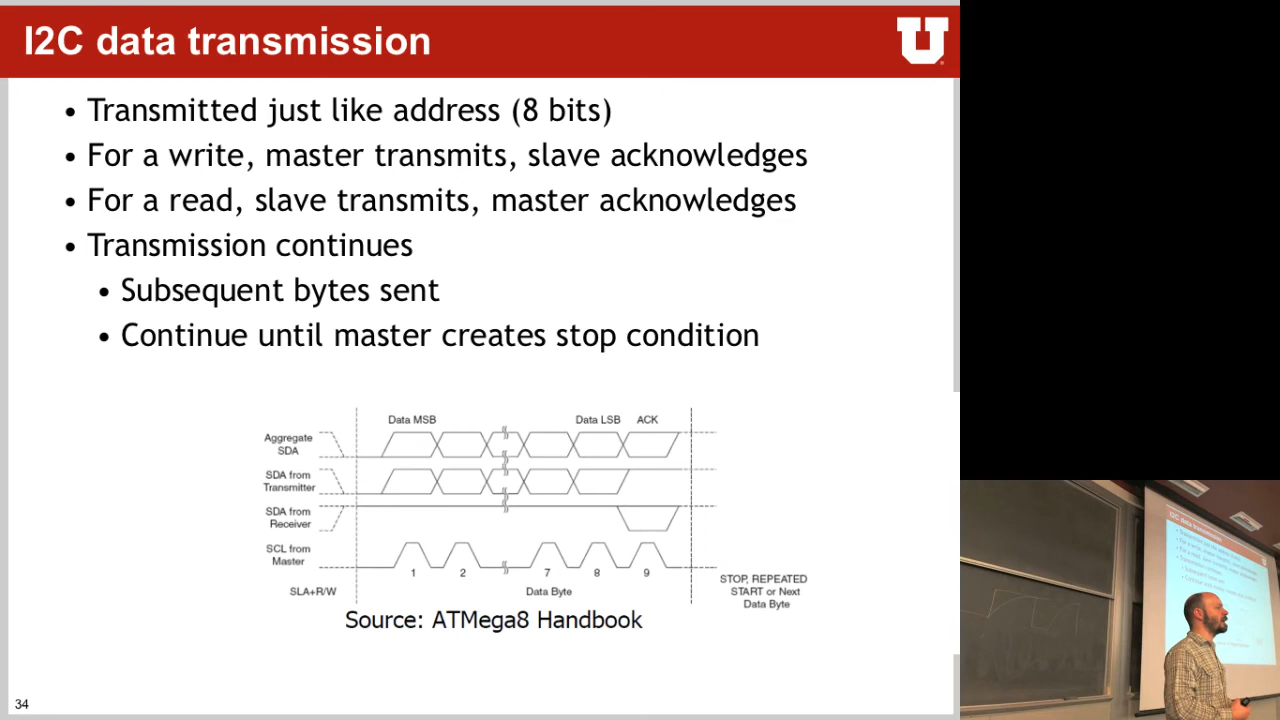 I2C data transmission
• Transmitted just like address (8 bits)
• For a write, master transmits, slave acknowledges
• For a read, slave transmits, master acknowledges
• Transmission continues
• Subsequent bytes sent
• Continue until master creates stop condition
Data MSB Data LSB ACK
Aggregate
SDA
SDA from
Transmitter
SDA from
Receiver
SCL from
Master
1 2 7 8 9
SLA+R/W Data Byte
STOP, REPEATED
START or Next
Data Byte
Source: ATMega8 Handbook
34
I2C data transmission